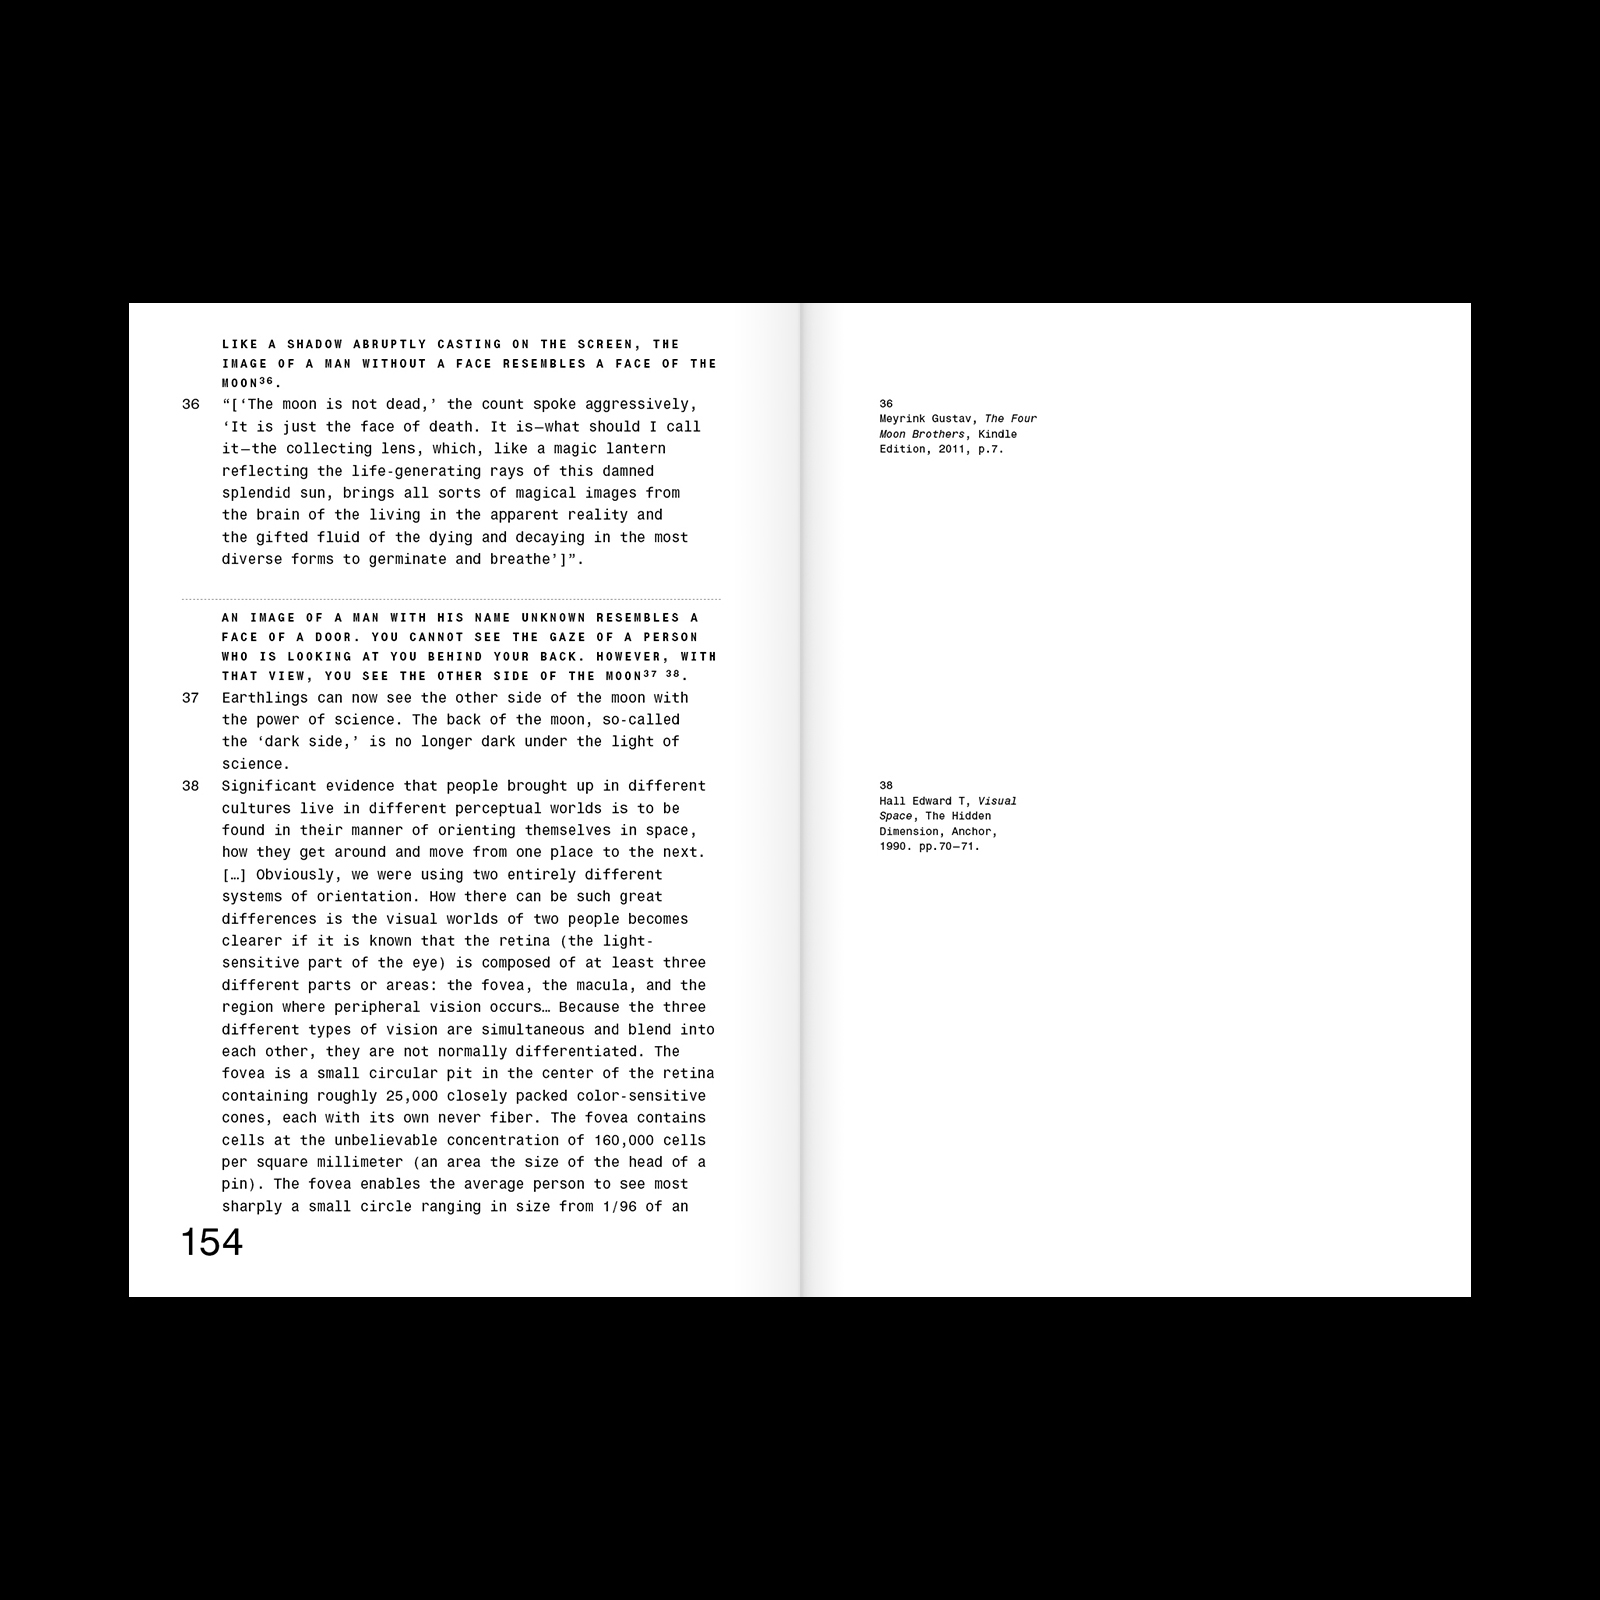 LIKE A SHADOW ABRUPTLY CASTING ON THE SCREEN, THE
IMAGE OF A MAN WITHOUT A FACE RESEMBLES A FACE OF THE
MOON³⁶.
36 “[‘The moon is not dead,’ the count spoke aggressively,
‘It is just the face of death. It is—what should I call
it—the collecting lens, which, like a magic lantern
reflecting the life-generating rays of this damned
splendid sun, brings all sorts of magical images from
the brain of the living in the apparent reality and
the gifted fluid of the dying and decaying in the most
diverse forms to germinate and breathe’]”.
AN IMAGE OF A MAN WITH HIS NAME UNKNOWN RESEMBLES A
FACE OF A DOOR. YOU CANNOT SEE THE GAZE OF A PERSON
WHO IS LOOKING AT YOU BEHIND YOUR BACK. HOWEVER, WITH
THAT VIEW, YOU SEE THE OTHER SIDE OF THE MOON³⁷ ³⁸.
37 Earthlings can now see the other side of the moon with
the power of science. The back of the moon, so-called
the ‘dark side,’ is no longer dark under the light of
science.
38 Significant evidence that people brought up in different
cultures live in different perceptual worlds is to be
found in their manner of orienting themselves in space,
how they get around and move from one place to the next.
[…] Obviously, we were using two entirely different
systems of orientation. How there can be such great
differences is the visual worlds of two people becomes
clearer if it is known that the retina (the light-
sensitive part of the eye) is composed of at least three
different parts or areas: the fovea, the macula, and the
region where peripheral vision occurs… Because the three
different types of vision are simultaneous and blend into
each other, they are not normally differentiated. The
fovea is a small circular pit in the center of the retina
containing roughly 25,000 closely packed color-sensitive
cones, each with its own never fiber. The fovea contains
cells at the unbelievable concentration of 160,000 cells
per square millimeter (an area the size of the head of a
pin). The fovea enables the average person to see most
sharply a small circle ranging in size from 1/96 of an
154
36
Meyrink Gustav, The Four
Moon Brothers, Kindle
Edition, 2011, p.7.
38
Hall Edward T, Visual
Space, The Hidden
Dimension, Anchor,
1990. pp.70—71.